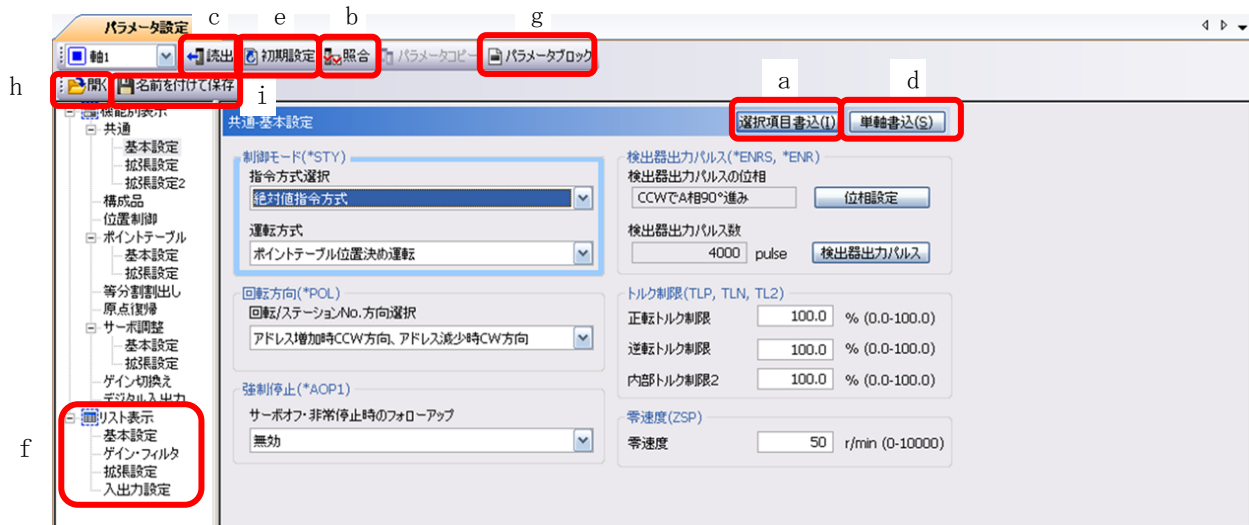 c e b g
パラメータ設定
軸1 読出 初期設定 照合 パラメータコピー パラメータブロック
h 開く 名前を付けて保存 i a d
機能別表示
共通
基本設定
拡張設定
拡張設定2
構成品
位置制御
ポイントテーブル
基本設定
拡張設定
等分割割出し
原点復帰
サーボ調整
基本設定
拡張設定
ゲイン切換え
デジタル入出力
f
リスト表示
基本設定
ゲイン・フィルタ
拡張設定
入出力設定
共通-基本設定 選択項目書込(I) 単軸書込(S)
制御モード(*STY)
指令方式選択
絶対値指令方式
運転方式
ポイントテーブル位置決め運転
回転方向(*POL)
回転/ステーションNo.方向選択
アドレス増加時CCW方向、アドレス減少時CW方向
強制停止(*AOP1)
サーボオフ・非常停止時のフォローアップ
無効
検出器出力パルス(*ENRS, *ENR)
検出器出力パルスの位相
CCWでA相90°進み 位相設定
検出器出力パルス数
4000 pulse 検出器出力パルス
トルク制限(TLP, TLN, TL2)
正転トルク制限 100.0 % (0.0-100.0)
逆転トルク制限 100.0 % (0.0-100.0)
内部トルク制限2 100.0 % (0.0-100.0)
零速度(ZSP)
零速度 50 r/min (0-10000)